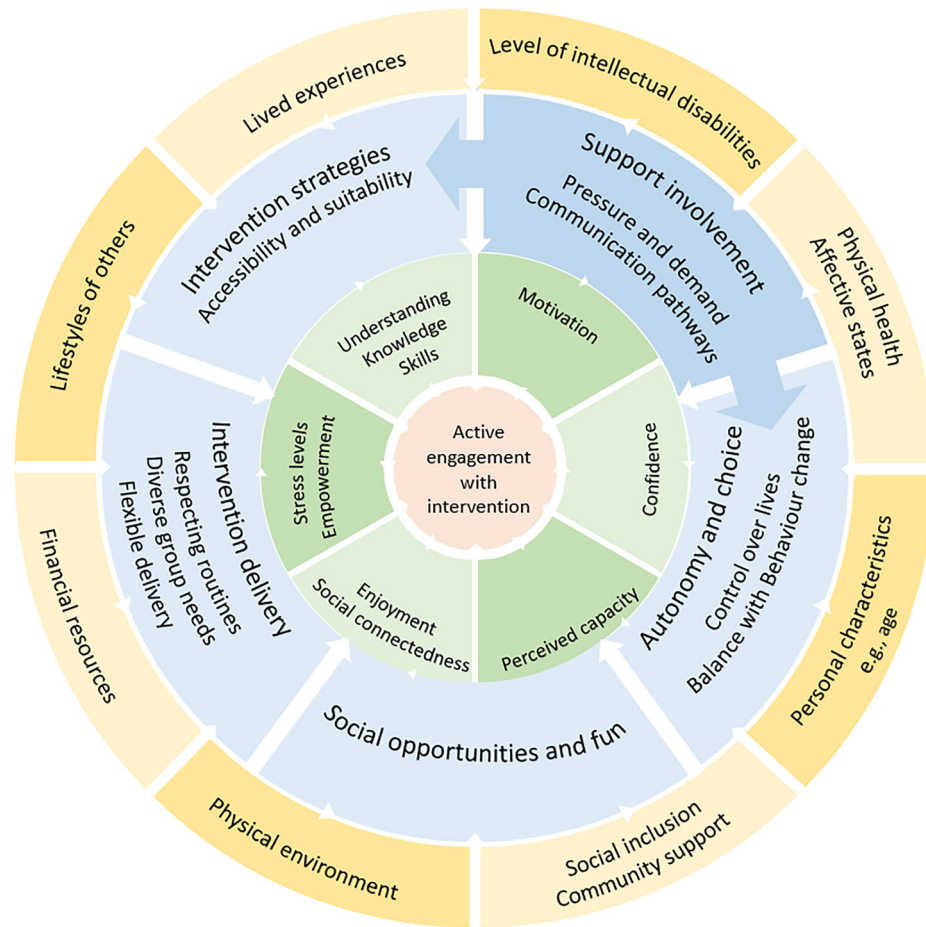 Lived experiences
Level of intellectual disabilities
Physical health
Affective states
Personal characteristics
e.g., age
Social inclusion
Community support
Physical environment
Financial resources
Lifestyles of others
Intervention strategies
Accessibility and suitability
Support involvement
Pressure and demand
Communication pathways
Autonomy and choice
Control over lives
Balance with Behaviour change
Social opportunities and fun
Intervention delivery
Respecting routines
Diverse group needs
Flexible delivery
Understanding
Knowledge
Skills
Motivation
Confidence
Perceived capacity
Enjoyment
Social connectedness
Stress levels
Empowerment
Active
engagement
with
intervention